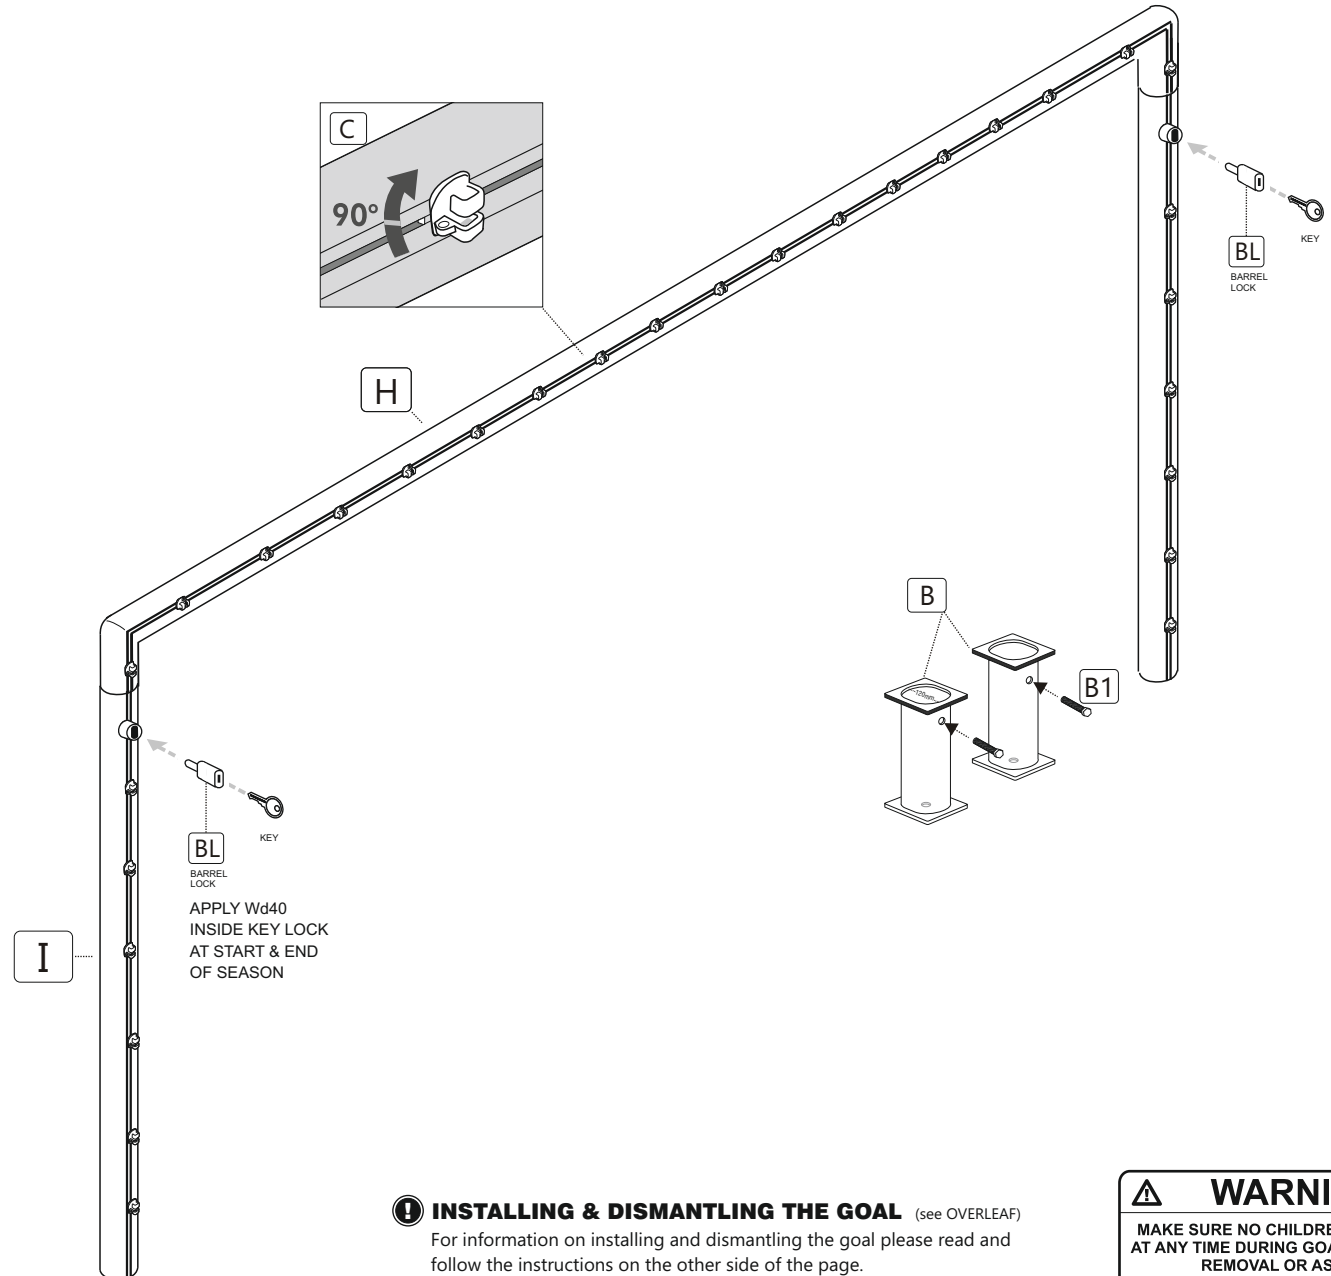 C
90°
H
BL
BARREL
LOCK
KEY
B
120mm
B1
BL
BARREL
LOCK
KEY
APPLY Wd40
INSIDE KEY LOCK
AT START & END
OF SEASON
I
INSTALLING & DISMANTLING THE GOAL (see OVERLEAF)
For information on installing and dismantling the goal please read and
follow the instructions on the other side of the page.
WARNI
MAKE SURE NO CHILDRE
AT ANY TIME DURING GOA
REMOVAL OR AS